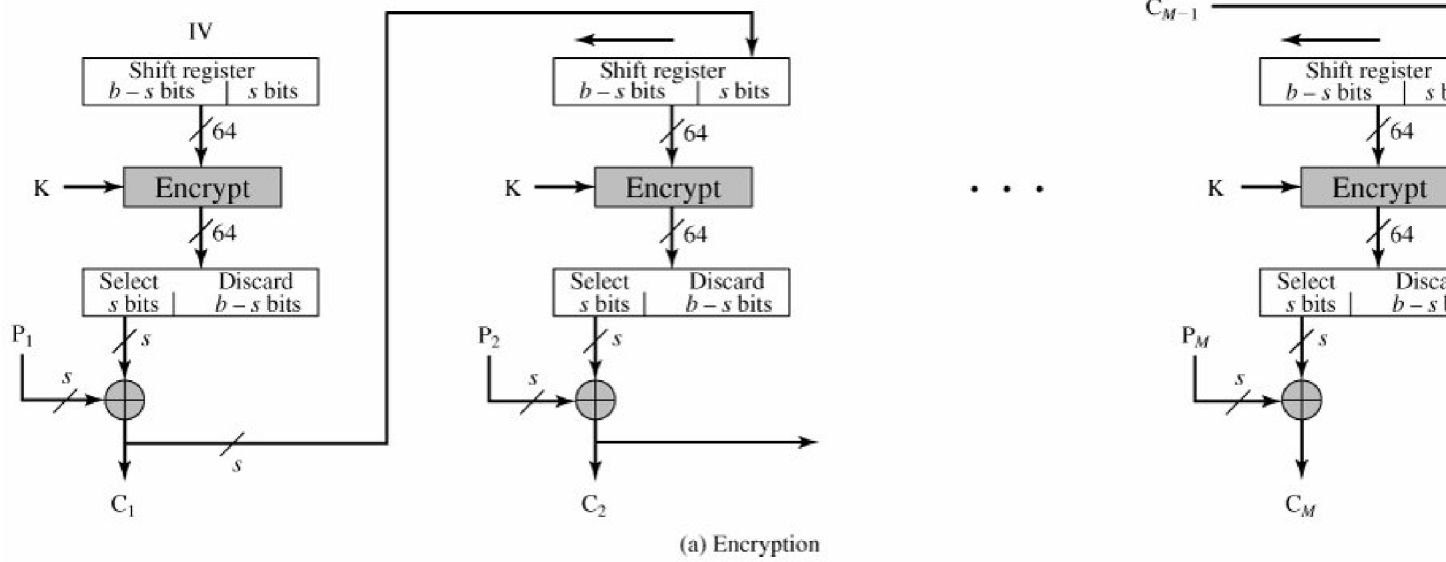 IV
Shift register
b – s bits | s bits
64
K
Encrypt
64
Select Discard
s bits | b – s bits
P1
s
s
s
C1
Shift register
b – s bits | s bits
64
K
Encrypt
64
Select Discard
s bits | b – s bits
P2
s
s
C2
. . .
CM–1
Shift register
b – s bits | s b
64
K
Encrypt
64
Select Disca
s bits | b – s b
PM
s
s
CM
(a) Encryption